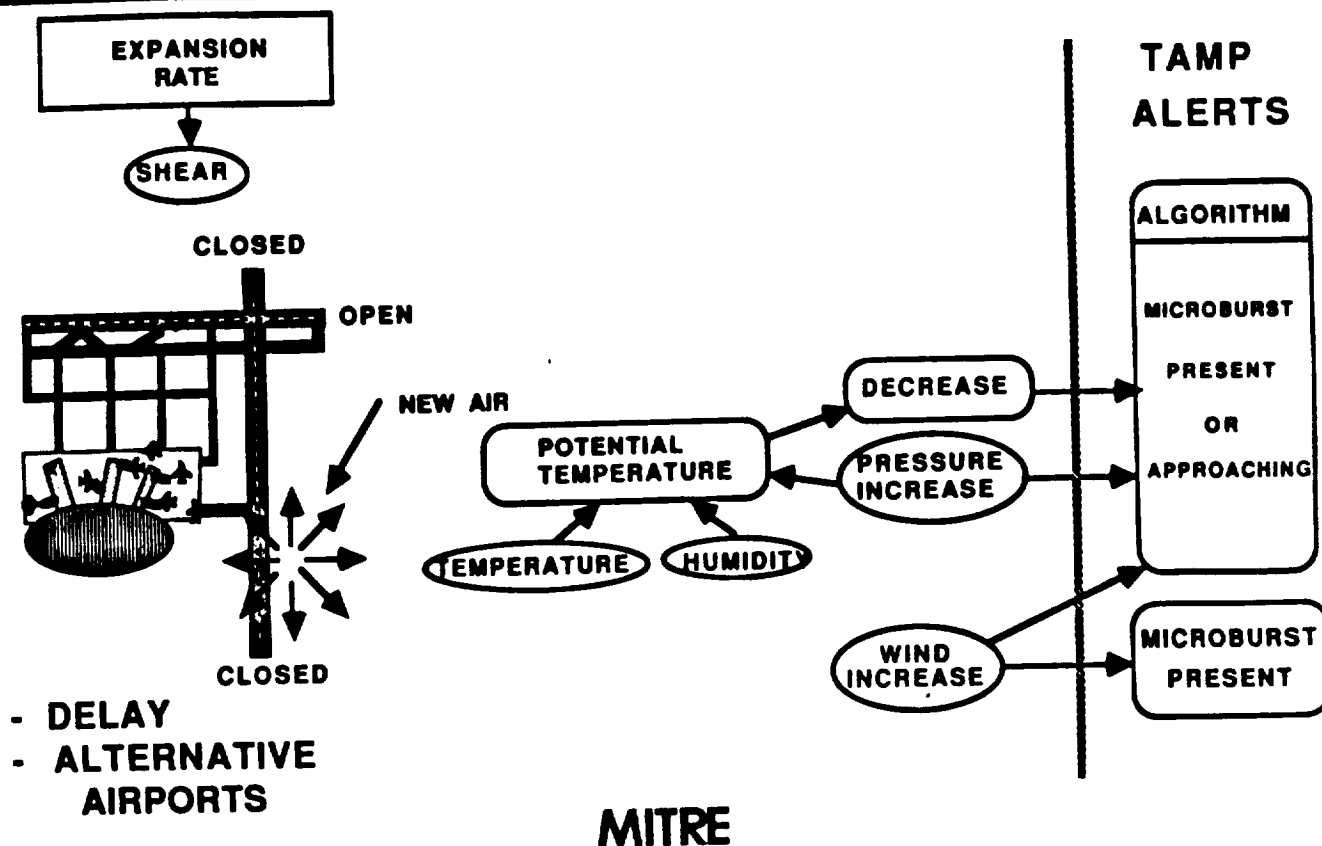 EXPANSION
RATE
SHEAR
CLOSED
OPEN
NEW AIR
CLOSED
- DELAY
- ALTERNATIVE
AIRPORTS
POTENTIAL
TEMPERATURE
TEMPERATURE
HUMIDITY
DECREASE
PRESSURE
INCREASE
WIND
INCREASE
TAMP
ALERTS
ALGORITHM
MICROBURST
PRESENT
OR
APPROACHING
MICROBURST
PRESENT
MITRE